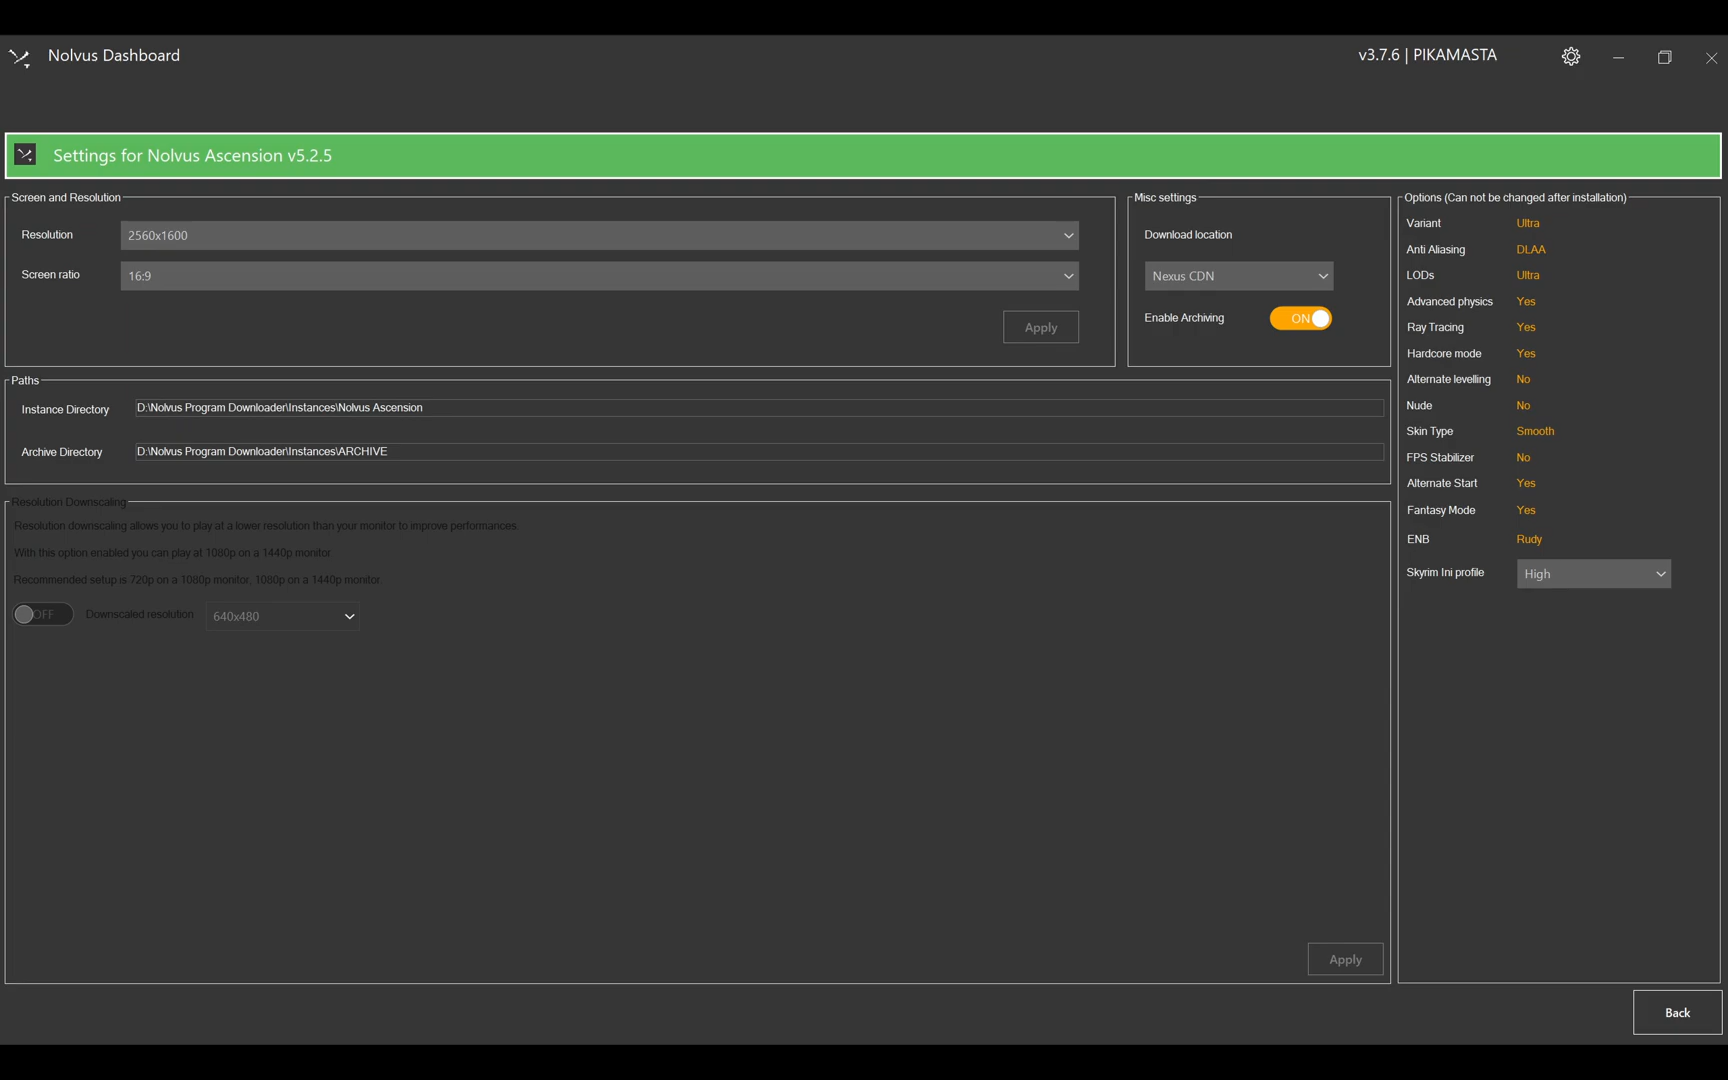 Nolvus Dashboard
v3.7.6 | PIKAMASTA
Settings for Nolvus Ascension v5.2.5
Screen and Resolution
Resolution 2560x1600
Screen ratio 16:9
Apply
Misc settings
Download location
Nexus CDN
Enable Archiving ON
Options (Can not be changed after installation)
Variant Ultra
Anti Aliasing DLAA
LODs Ultra
Advanced physics Yes
Ray Tracing Yes
Hardcore mode Yes
Alternate levelling No
Nude No
Skin Type Smooth
FPS Stabilizer No
Alternate Start Yes
Fantasy Mode Yes
ENB Rudy
Skyrim Ini profile High
Paths
Instance Directory D:\Nolvus Program Downloader\Instances\Nolvus Ascension
Archive Directory D:\Nolvus Program Downloader\Instances\ARCHIVE
Resolution Downscaling
Resolution downscaling allows you to play at a lower resolution than your monitor to improve performances.
With this option enabled you can play at 1080p on a 1440p monitor
Recommended setup is 720p on a 1080p monitor, 1080p on a 1440p monitor.
OFF Downscaled resolution 640x480
Apply
Back